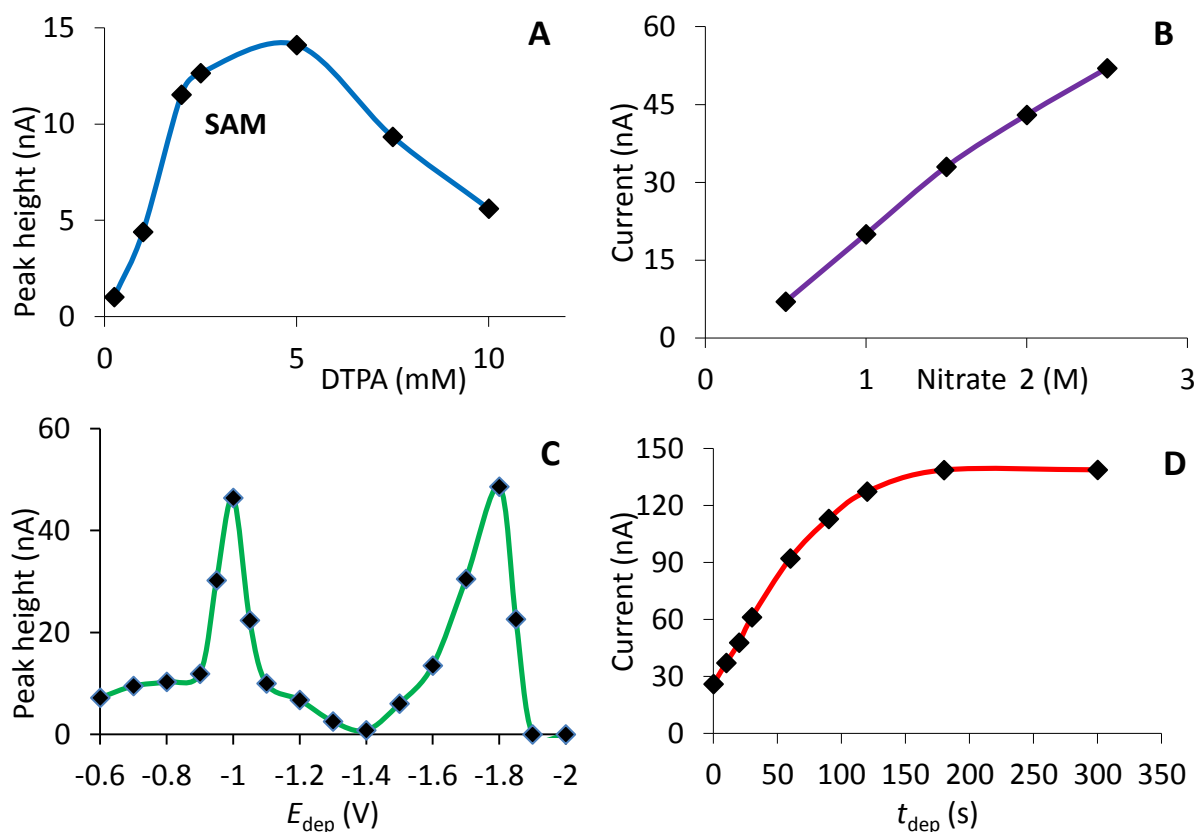 A
Peak height (nA)
15
10
5
0
SAM
0 5 10
DTPA (mM)
B
Current (nA)
60
45
30
15
0
0 1 2 3
Nitrate (M)
C
Peak height (nA)
60
40
20
0
-0.6 -0.8 -1 -1.2 -1.4 -1.6 -1.8 -2
Edep (V)
D
Current (nA)
150
120
90
60
30
0
0 50 100 150 200 250 300 350
tdep (s)